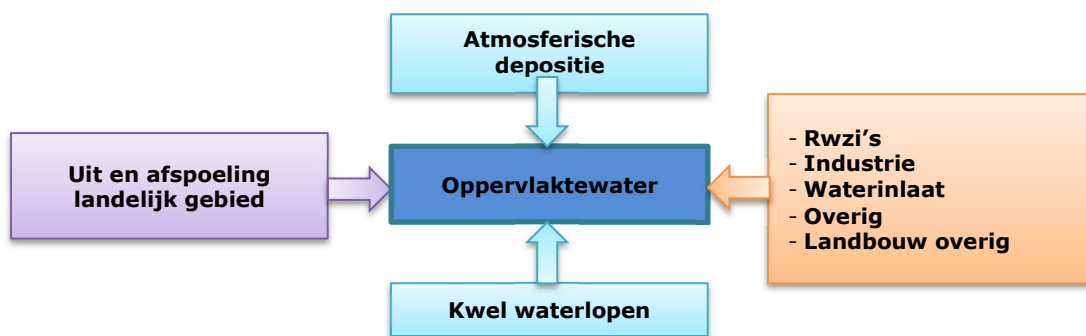 Atmosferische
depositie
Uit en afspoeling
landelijk gebied
Oppervlaktewater
- Rwzi's
- Industrie
- Waterinlaat
- Overig
- Landbouw overig
Kwel waterlopen